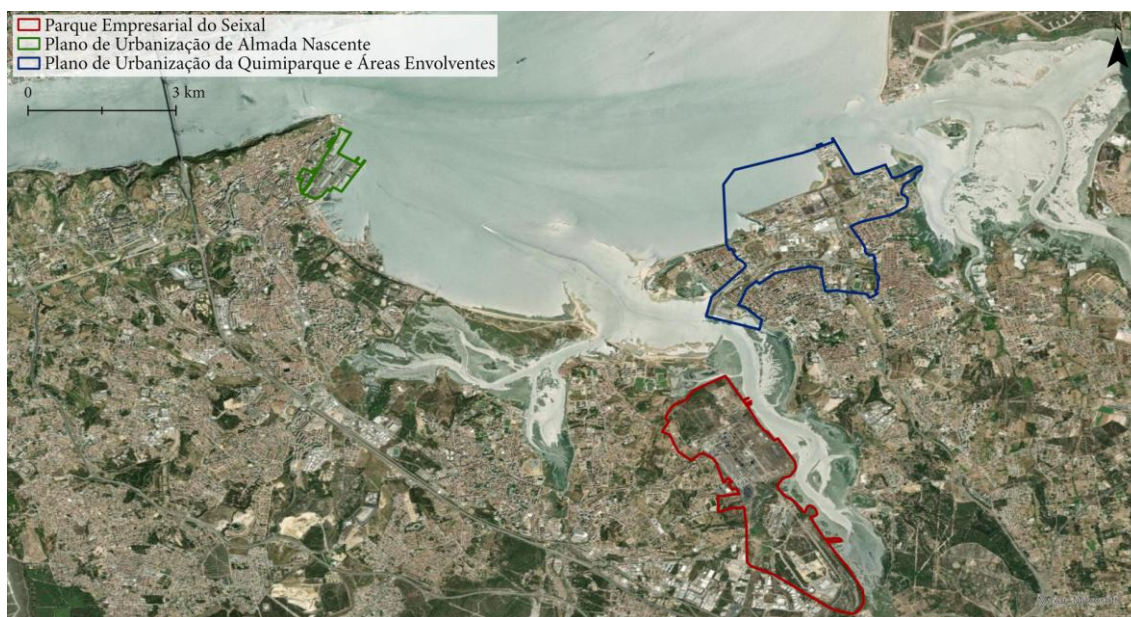 Parque Empresarial do Seixal
Plano de Urbanização de Almada Nascente
Plano de Urbanização da Quimiparque e Áreas Envolventes
0 3 km
N